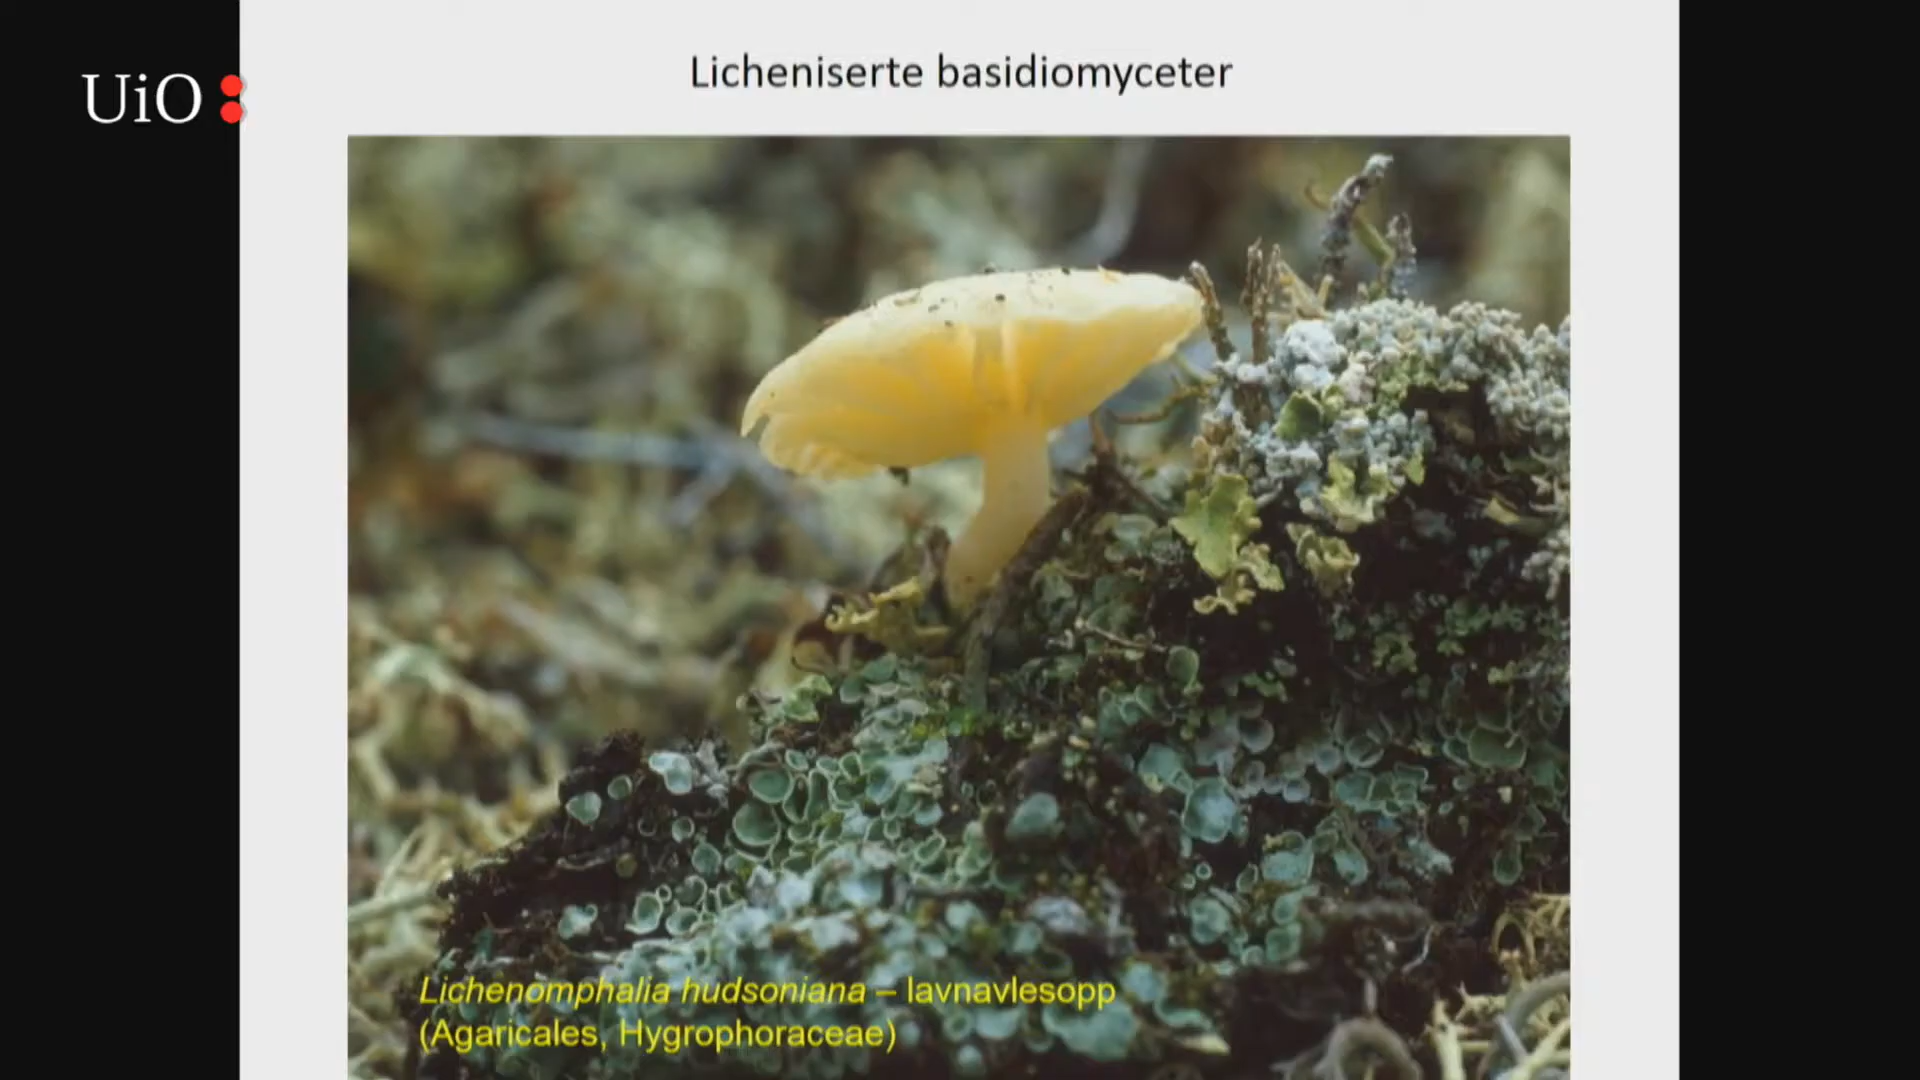 UiO
Licheniserte basidiomyceter
Lichenomphalia hudsoniana – lavnavlesopp
(Agaricales, Hygrophoraceae)